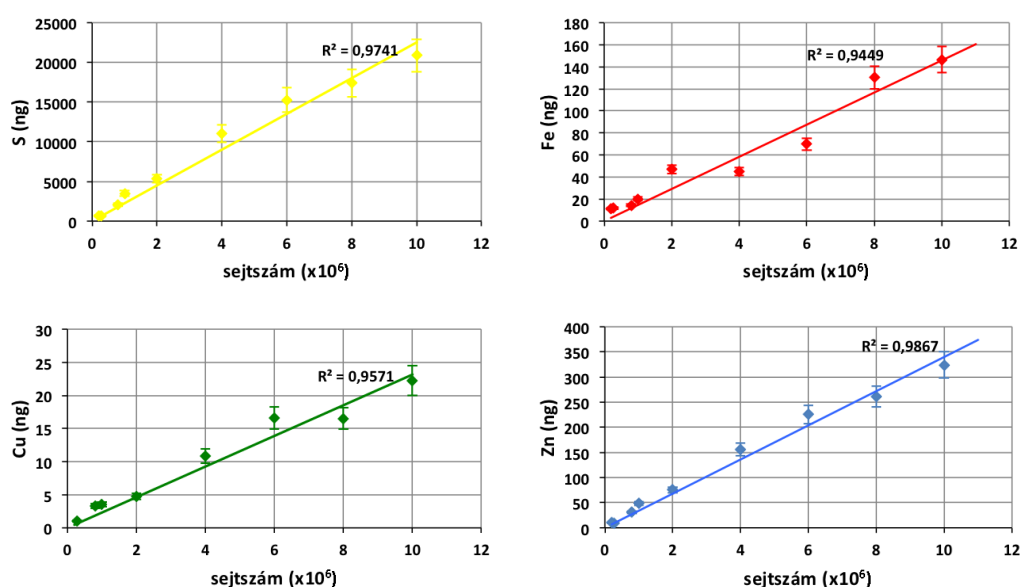 S (ng)
25000
20000
15000
10000
5000
0
R² = 0,9741
0 2 4 6 8 10 12
sejtszám (x10⁶)
Fe (ng)
180
160
140
120
100
80
60
40
20
0
R² = 0,9449
0 2 4 6 8 10 12
sejtszám (x10⁶)
Cu (ng)
30
25
20
15
10
5
0
R² = 0,9571
0 2 4 6 8 10 12
sejtszám (x10⁶)
Zn (ng)
400
350
300
250
200
150
100
50
0
R² = 0,9867
0 2 4 6 8 10 12
sejtszám (x10⁶)